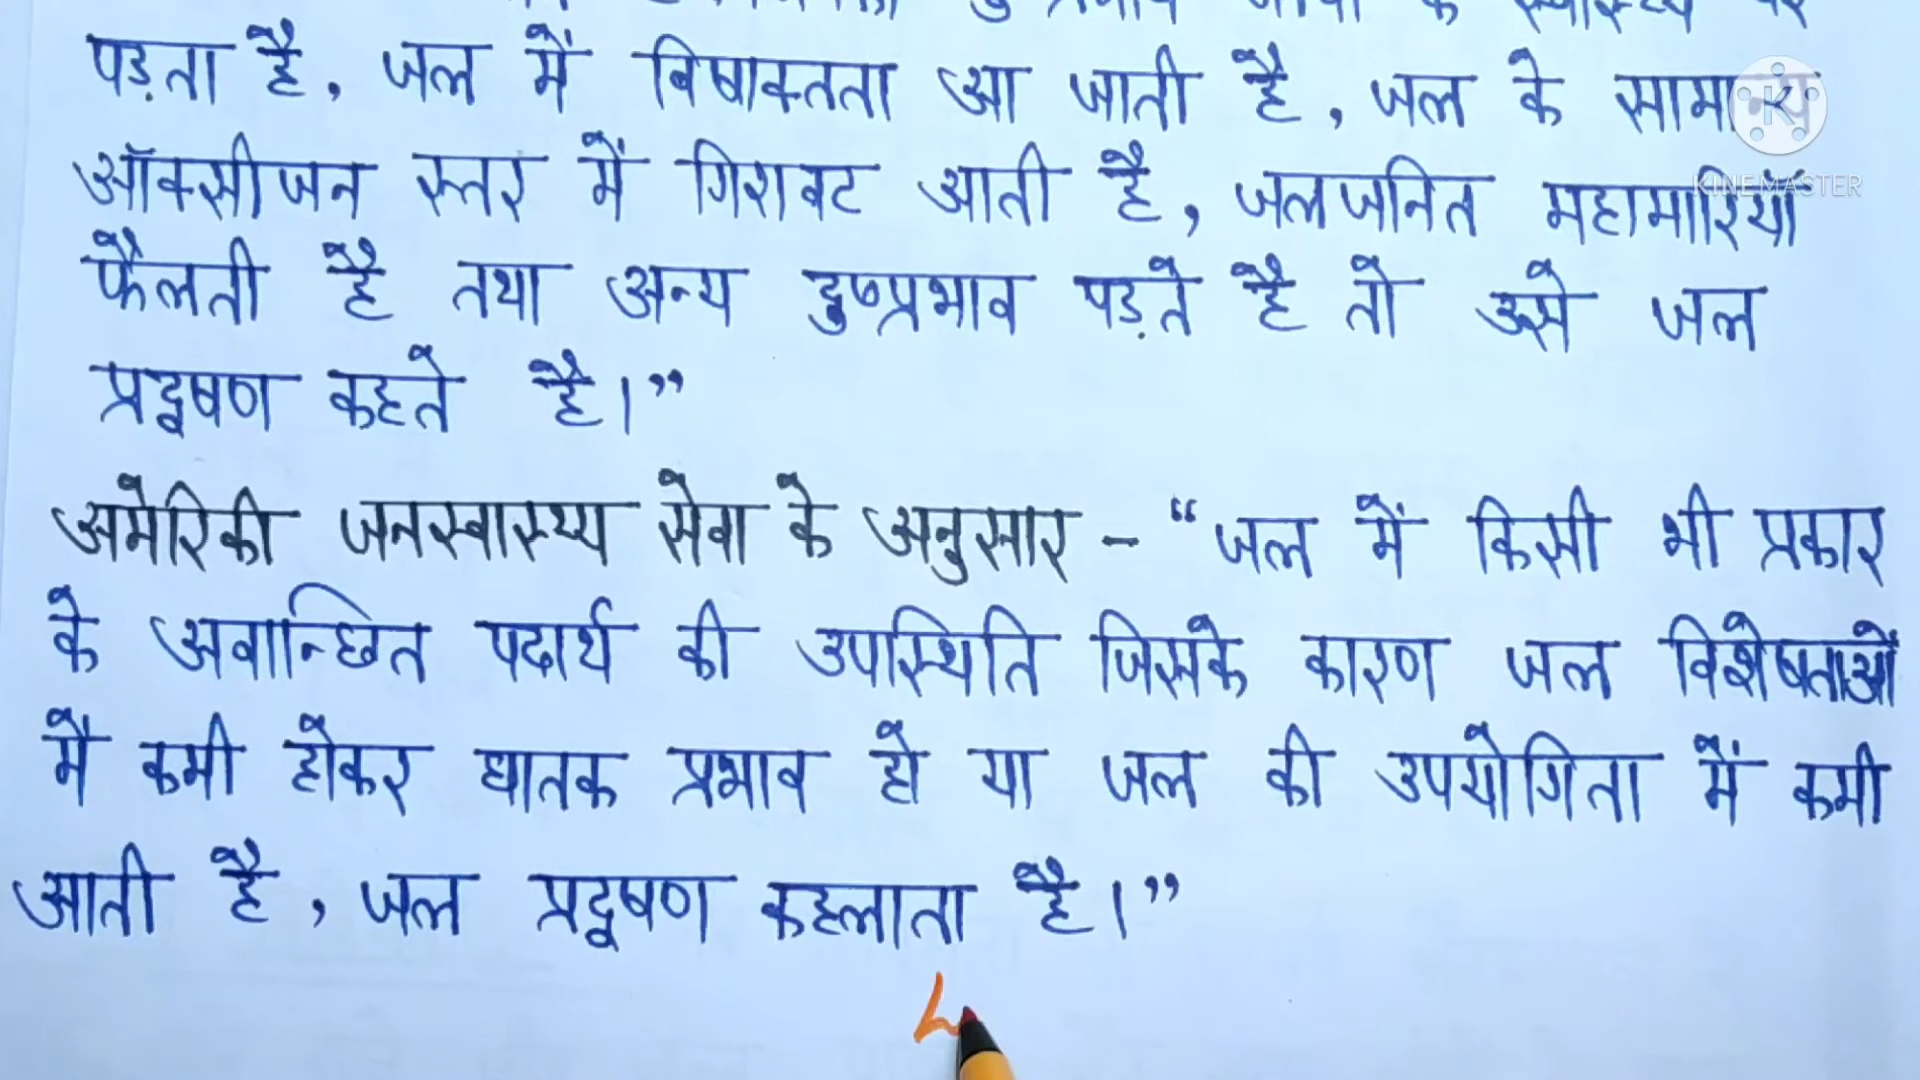 के स्वास्थ्य पर
पड़ता है, जल में विषाक्तता आ जाती है, जल के सामान्य
ऑक्सीजन स्तर में गिरावट आती है, जलजनित महामारियाँ
फैलती है तथा अन्य दुष्प्रभाव पड़ते है तो उसे जल
प्रदूषण कहते है।”
अमेरिकी जनस्वास्थ्य सेवा के अनुसार - “जल में किसी भी प्रकार
के अवान्छित पदार्थ की उपस्थिति जिसके कारण जल विशेषताओं
मे कमी होकर घातक प्रभाव हो या जल की उपयोगिता में कमी
आती है, जल प्रदूषण कहलाता है।”
KINEMASTER